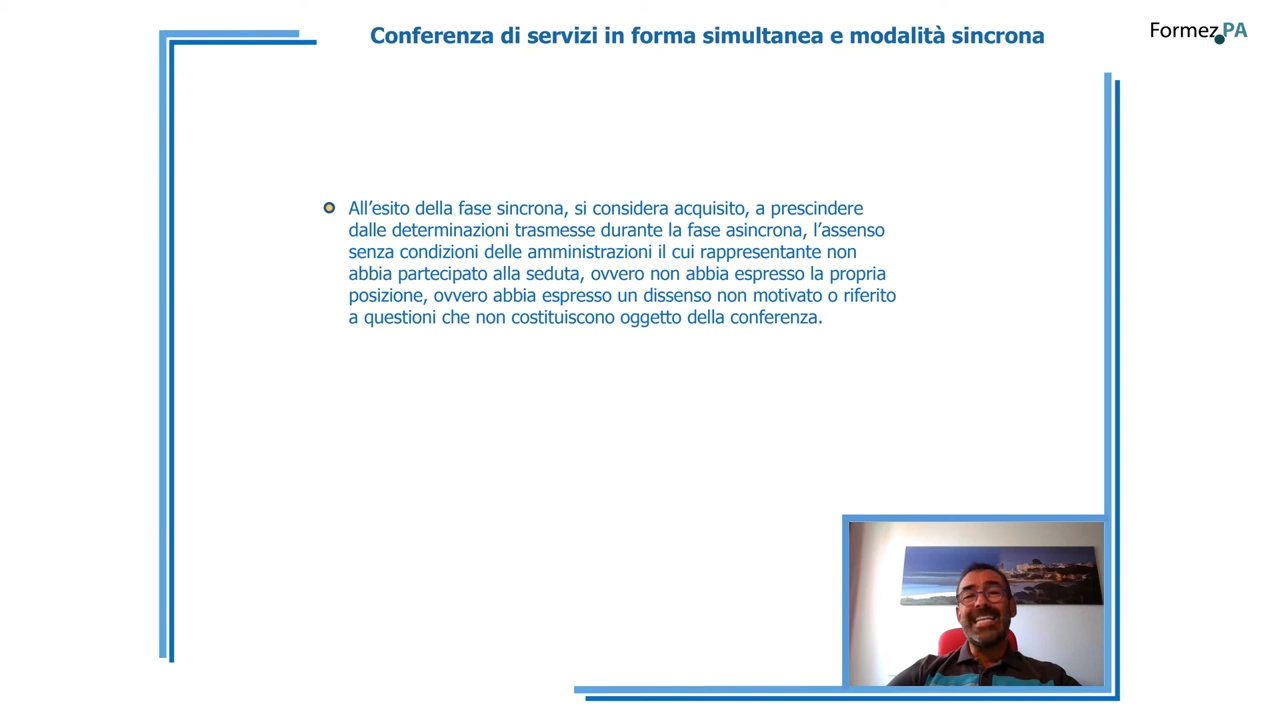 Conferenza di servizi in forma simultanea e modalità sincrona
Formez PA
All’esito della fase sincrona, si considera acquisito, a prescindere
dalle determinazioni trasmesse durante la fase asincrona, l’assenso
senza condizioni delle amministrazioni il cui rappresentante non
abbia partecipato alla seduta, ovvero non abbia espresso la propria
posizione, ovvero abbia espresso un dissenso non motivato o riferito
a questioni che non costituiscono oggetto della conferenza.